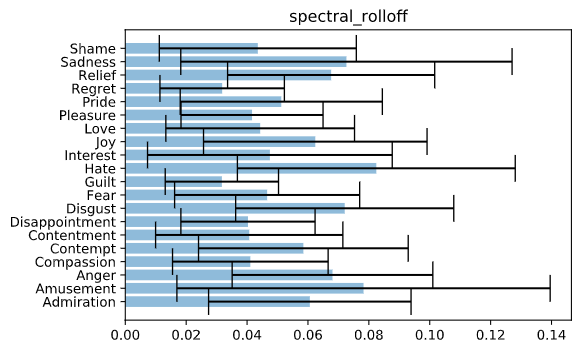 spectral_rolloff
Shame
Sadness
Relief
Regret
Pride
Pleasure
Love
Joy
Interest
Hate
Guilt
Fear
Disgust
Disappointment
Contentment
Contempt
Compassion
Anger
Amusement
Admiration
0.00 0.02 0.04 0.06 0.08 0.10 0.12 0.14